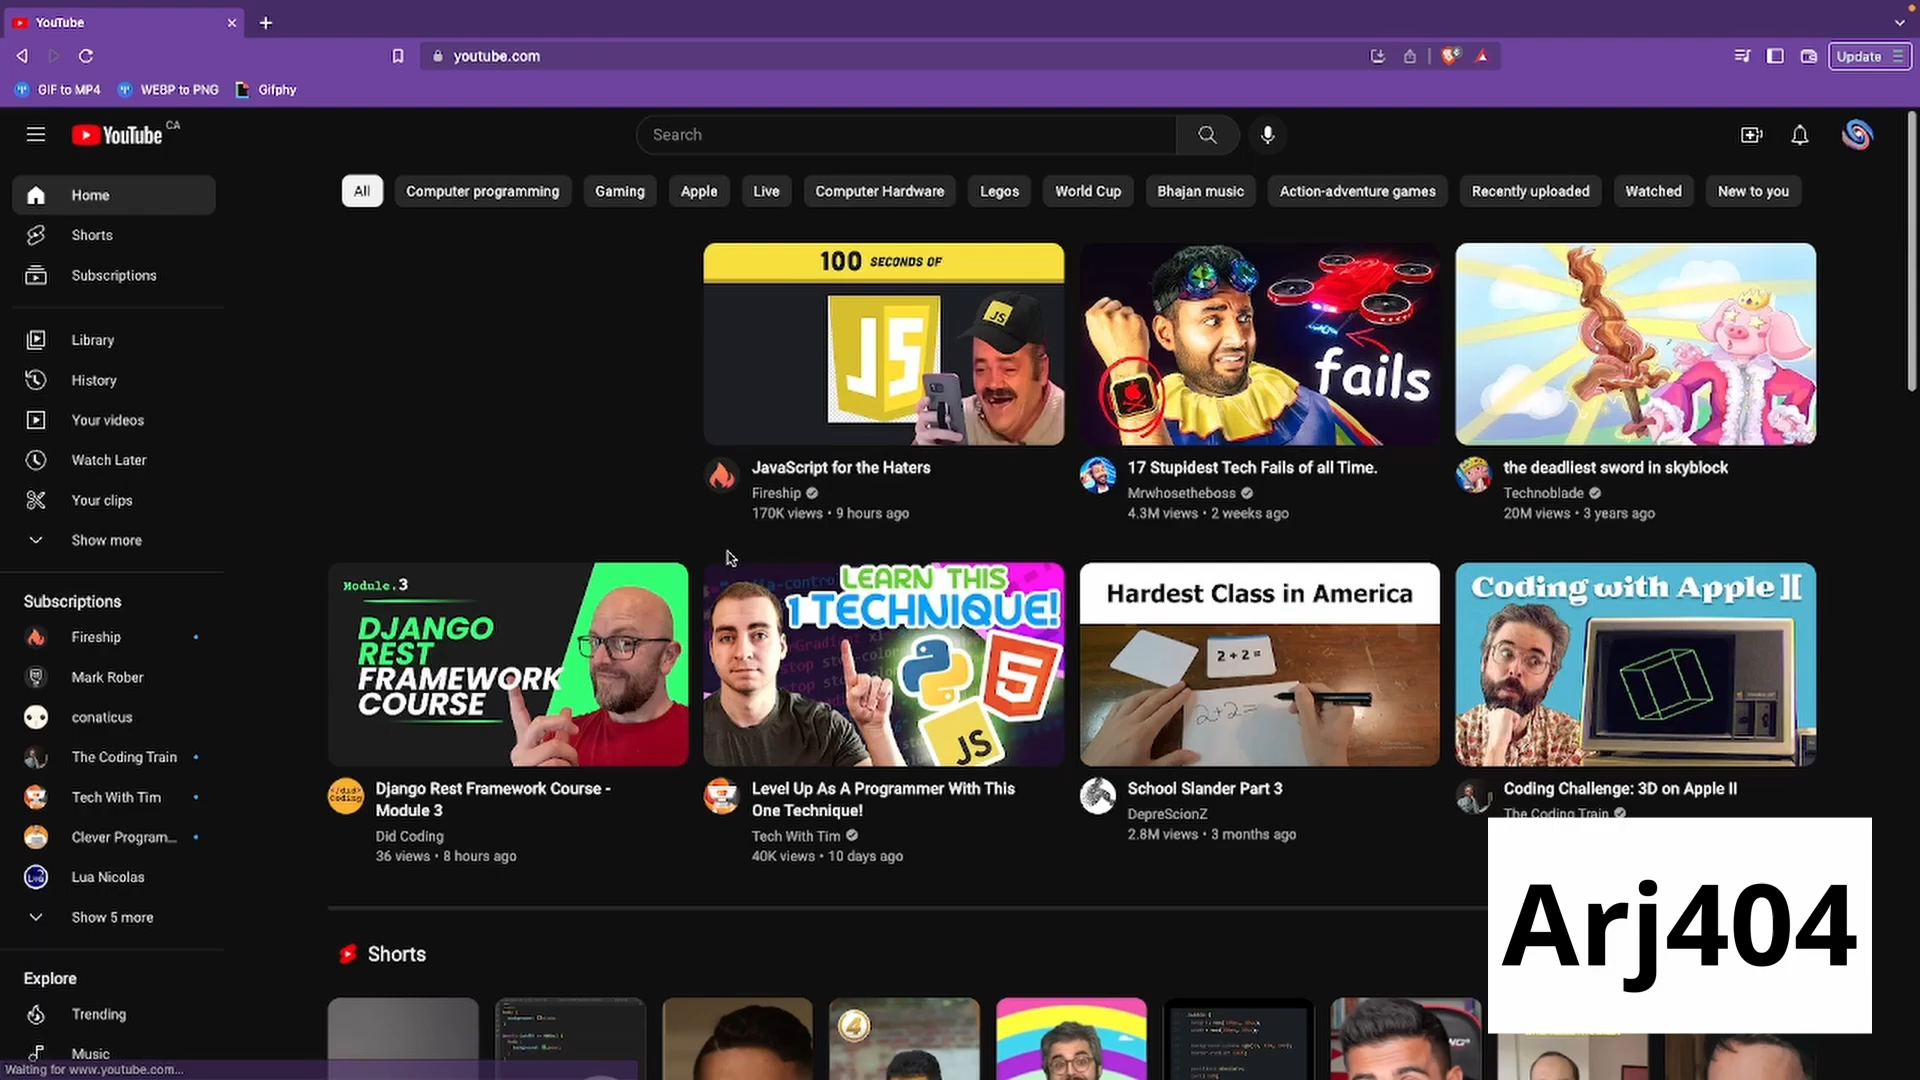 YouTube
youtube.com
Update
GIF to MP4
WEBP to PNG
Gifphy
YouTube CA
Search
All
Computer programming
Gaming
Apple
Live
Computer Hardware
Legos
World Cup
Bhajan music
Action-adventure games
Recently uploaded
Watched
New to you
Home
Shorts
Subscriptions
Library
History
Your videos
Watch Later
Your clips
Show more
Subscriptions
Fireship
Mark Rober
conaticus
The Coding Train
Tech With Tim
Clever Program...
Lua Nicolas
Show 5 more
Explore
Trending
Music
Waiting for www.youtube.com...
100 SECONDS OF
JS
JS
JavaScript for the Haters
Fireship
170K views • 9 hours ago
fails
17 Stupidest Tech Fails of all Time.
Mrwhosetheboss
4.3M views • 2 weeks ago
the deadliest sword in skyblock
Technoblade
20M views • 3 years ago
Module.3
DJANGO
REST
FRAMEWORK
COURSE
Django Rest Framework Course -
Module 3
Did Coding
36 views • 8 hours ago
LEARN THIS
1 TECHNIQUE!
5
JS
Level Up As A Programmer With This
One Technique!
Tech With Tim
40K views • 10 days ago
Hardest Class in America
2+2=
2+2=
School Slander Part 3
DepreScionZ
2.8M views • 3 months ago
Coding with Apple ][
Coding Challenge: 3D on Apple II
The Coding Train
Shorts
4
Arj404